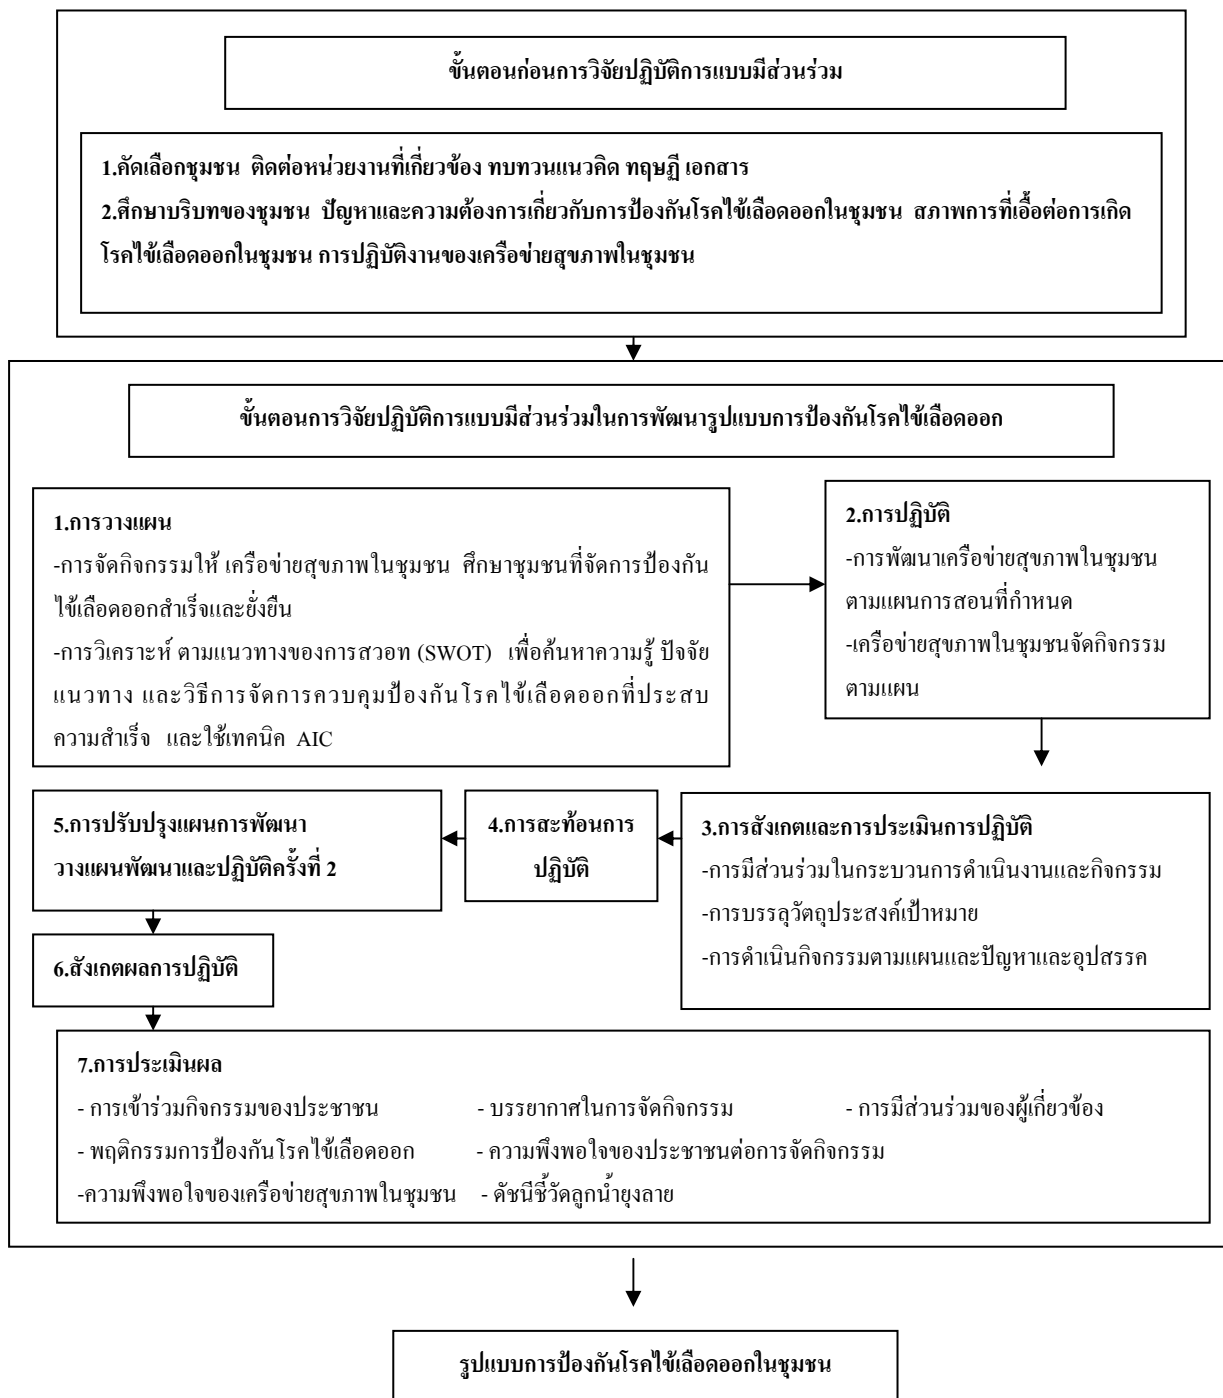 ขั้นตอนก่อนการวิจัยปฏิบัติการแบบมีส่วนร่วม
1.คัดเลือกชุมชน ติดต่อหน่วยงานที่เกี่ยวข้อง ทบทวนแนวคิด ทฤษฏี เอกสาร
2.ศึกษาบริบทของชุมชน ปัญหาและความต้องการเกี่ยวกับการป้องกันโรคไข้เลือดออกในชุมชน สภาพการที่เอื้อต่อการเกิด
โรคไข้เลือดออกในชุมชน การปฏิบัติงานของเครือข่ายสุขภาพในชุมชน
ขั้นตอนการวิจัยปฏิบัติการแบบมีส่วนร่วมในการพัฒนารูปแบบการป้องกันโรคไข้เลือดออก
1.การวางแผน
-การจัดกิจกรรมให้ เครือข่ายสุขภาพในชุมชน ศึกษาชุมชนที่จัดการป้องกัน
ไข้เลือดออกสำเร็จและยั่งยืน
-การวิเคราะห์ ตามแนวทางของการสวอท (SWOT) เพื่อค้นหาความรู้ ปัจจัย
แนวทาง และวิธีการจัดการควบคุมป้องกันโรคไข้เลือดออกที่ประสบ
ความสำเร็จ และใช้เทคนิค AIC
2.การปฏิบัติ
-การพัฒนาเครือข่ายสุขภาพในชุมชน
ตามแผนการสอนที่กำหนด
-เครือข่ายสุขภาพในชุมชนจัดกิจกรรม
ตามแผน
3.การสังเกตและการประเมินการปฏิบัติ
-การมีส่วนร่วมในกระบวนการดำเนินงานและกิจกรรม
-การบรรลุวัตถุประสงค์เป้าหมาย
-การดำเนินกิจกรรมตามแผนและปัญหาและอุปสรรค
4.การสะท้อนการ
ปฏิบัติ
5.การปรับปรุงแผนการพัฒนา
วางแผนพัฒนาและปฏิบัติครั้งที่ 2
6.สังเกตผลการปฏิบัติ
7.การประเมินผล
- การเข้าร่วมกิจกรรมของประชาชน - บรรยากาศในการจัดกิจกรรม - การมีส่วนร่วมของผู้เกี่ยวข้อง
- พฤติกรรมการป้องกันโรคไข้เลือดออก - ความพึงพอใจของประชาชนต่อการจัดกิจกรรม
-ความพึงพอใจของเครือข่ายสุขภาพในชุมชน - ดัชนีชี้วัดลูกน้ำยุงลาย
รูปแบบการป้องกันโรคไข้เลือดออกในชุมชน